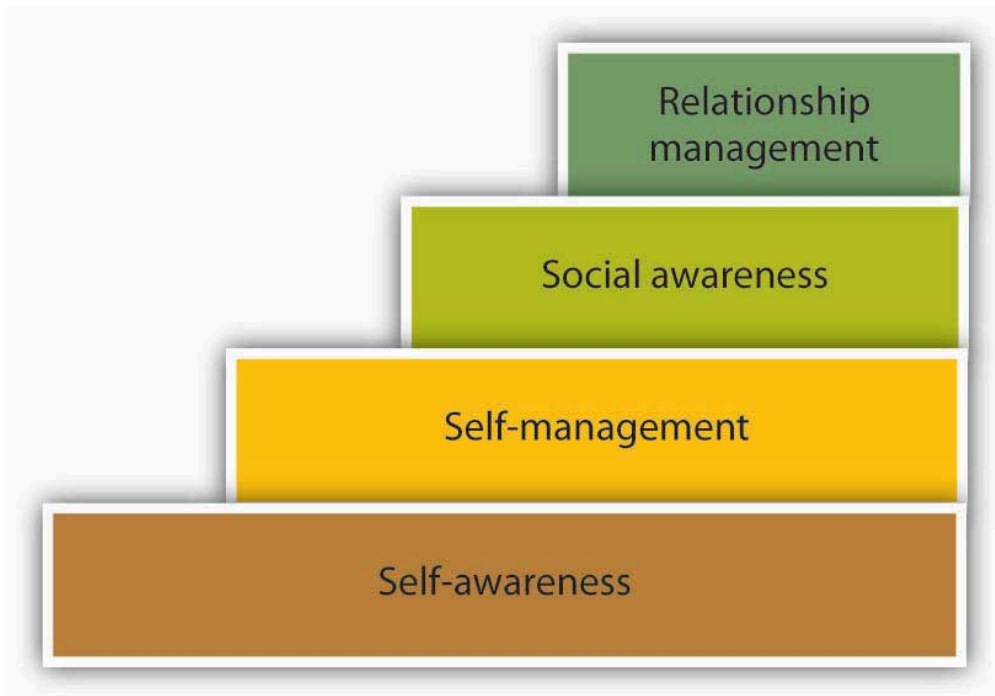 Relationship
management
Social awareness
Self-management
Self-awareness